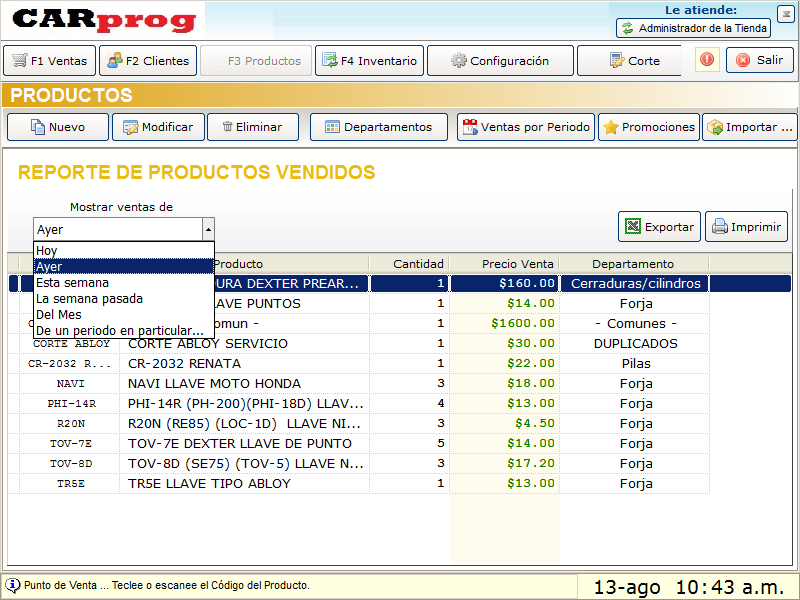 CARprog
Le atiende:
Administrador de la Tienda
F1 Ventas
F2 Clientes
F3 Productos
F4 Inventario
Configuración
Corte
Salir
PRODUCTOS
Nuevo
Modificar
Eliminar
Departamentos
Ventas por Periodo
Promociones
Importar ...
REPORTE DE PRODUCTOS VENDIDOS
Mostrar ventas de
Ayer
Exportar
Imprimir
Hoy
Ayer
Esta semana
La semana pasada
Del Mes
De un periodo en particular...
Producto Cantidad Precio Venta Departamento
URA DEXTER PREAR... 1 $160.00 Cerraduras/cilindros
AVE PUNTOS 1 $14.00 Forja
omun - 1 $1600.00 - Comunes -
CORTE ABLOY CORTE ABLOY SERVICIO 1 $30.00 DUPLICADOS
CR-2032 R... CR-2032 RENATA 1 $22.00 Pilas
NAVI NAVI LLAVE MOTO HONDA 3 $18.00 Forja
PHI-14R PHI-14R (PH-200)(PHI-18D) LLAV... 4 $13.00 Forja
R20N R20N (RE85) (LOC-1D) LLAVE NI... 3 $4.50 Forja
TOV-7E TOV-7E DEXTER LLAVE DE PUNTO 5 $14.00 Forja
TOV-8D TOV-8D (SE75) (TOV-5) LLAVE N... 3 $17.20 Forja
TR5E TR5E LLAVE TIPO ABLOY 1 $13.00 Forja
Punto de Venta ... Teclee o escanee el Código del Producto.
13-ago 10:43 a.m.